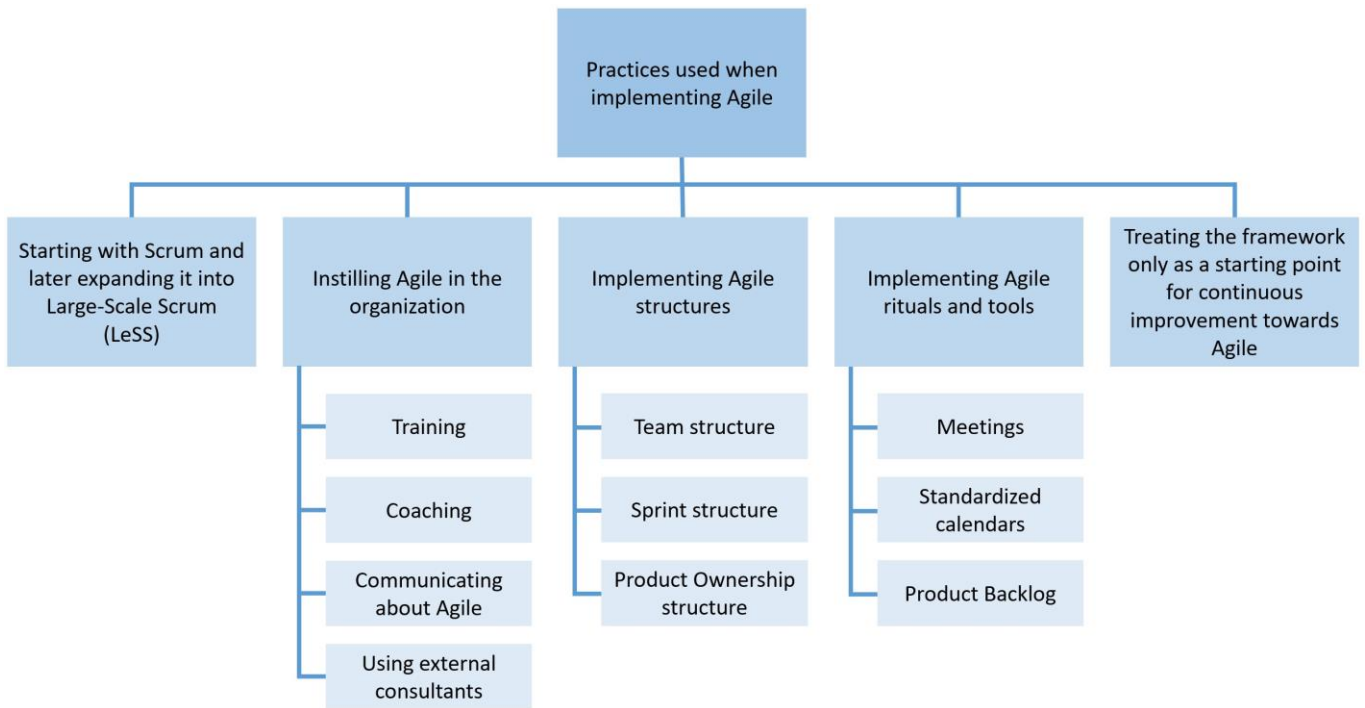 Practices used when
implementing Agile
Starting with Scrum and
later expanding it into
Large-Scale Scrum
(LeSS)
Instilling Agile in the
organization
Implementing Agile
structures
Implementing Agile
rituals and tools
Treating the framework
only as a starting point
for continuous
improvement towards
Agile
Training
Coaching
Communicating
about Agile
Using external
consultants
Team structure
Sprint structure
Product Ownership
structure
Meetings
Standardized
calendars
Product Backlog